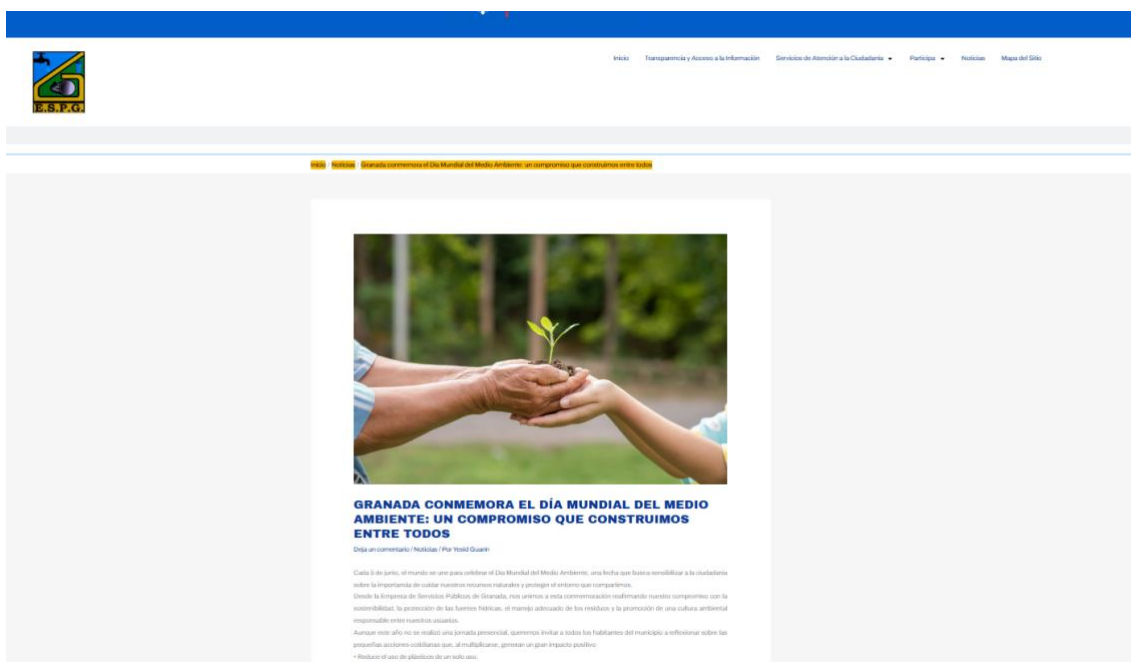 E.S.P.G.
Inicio Transparencia y Acceso a la Información Servicios de Atención a la Ciudadanía Participa Noticias Mapa del Sitio
Inicio / Noticias / Granada conmemora el Día Mundial del Medio Ambiente: un compromiso que construimos entre todos
GRANADA CONMEMORA EL DÍA MUNDIAL DEL MEDIO
AMBIENTE: UN COMPROMISO QUE CONSTRUIMOS
ENTRE TODOS
Deja un comentario / Noticias / Por Yesid Guarin
Cada 5 de junio, el mundo se une para celebrar el Día Mundial del Medio Ambiente, una fecha que busca sensibilizar a la ciudadanía
sobre la importancia de cuidar nuestros recursos naturales y proteger el entorno que compartimos.
Desde la Empresa de Servicios Públicos de Granada, nos unimos a esta conmemoración reafirmando nuestro compromiso con la
sostenibilidad, la protección de las fuentes hídricas, el manejo adecuado de los residuos y la promoción de una cultura ambiental
responsable entre nuestros usuarios.
Aunque este año no se realizó una jornada presencial, queremos invitar a todos los habitantes del municipio a reflexionar sobre las
pequeñas acciones cotidianas que, al multiplicarse, generan un gran impacto positivo:
• Reduce el uso de plásticos de un solo uso.